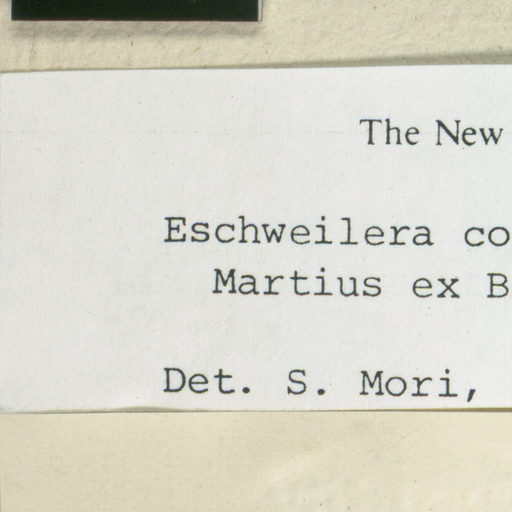 The New
Eschweilera co
Martius ex B
Det. S. Mori,